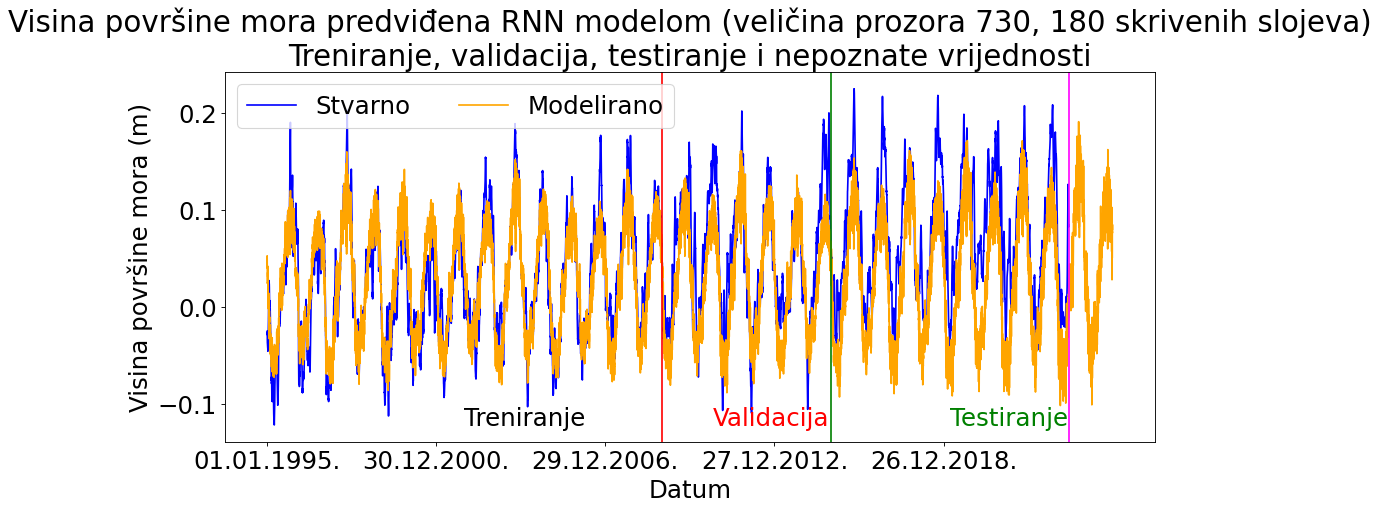 Visina površine mora predviđena RNN modelom (veličina prozora 730, 180 skrivenih slojeva)
Treniranje, validacija, testiranje i nepoznate vrijednosti
Stvarno
Modelirano
Visina površine mora (m)
0.2
0.1
0.0
−0.1
Treniranje
Validacija
Testiranje
01.01.1995.
30.12.2000.
29.12.2006.
27.12.2012.
26.12.2018.
Datum